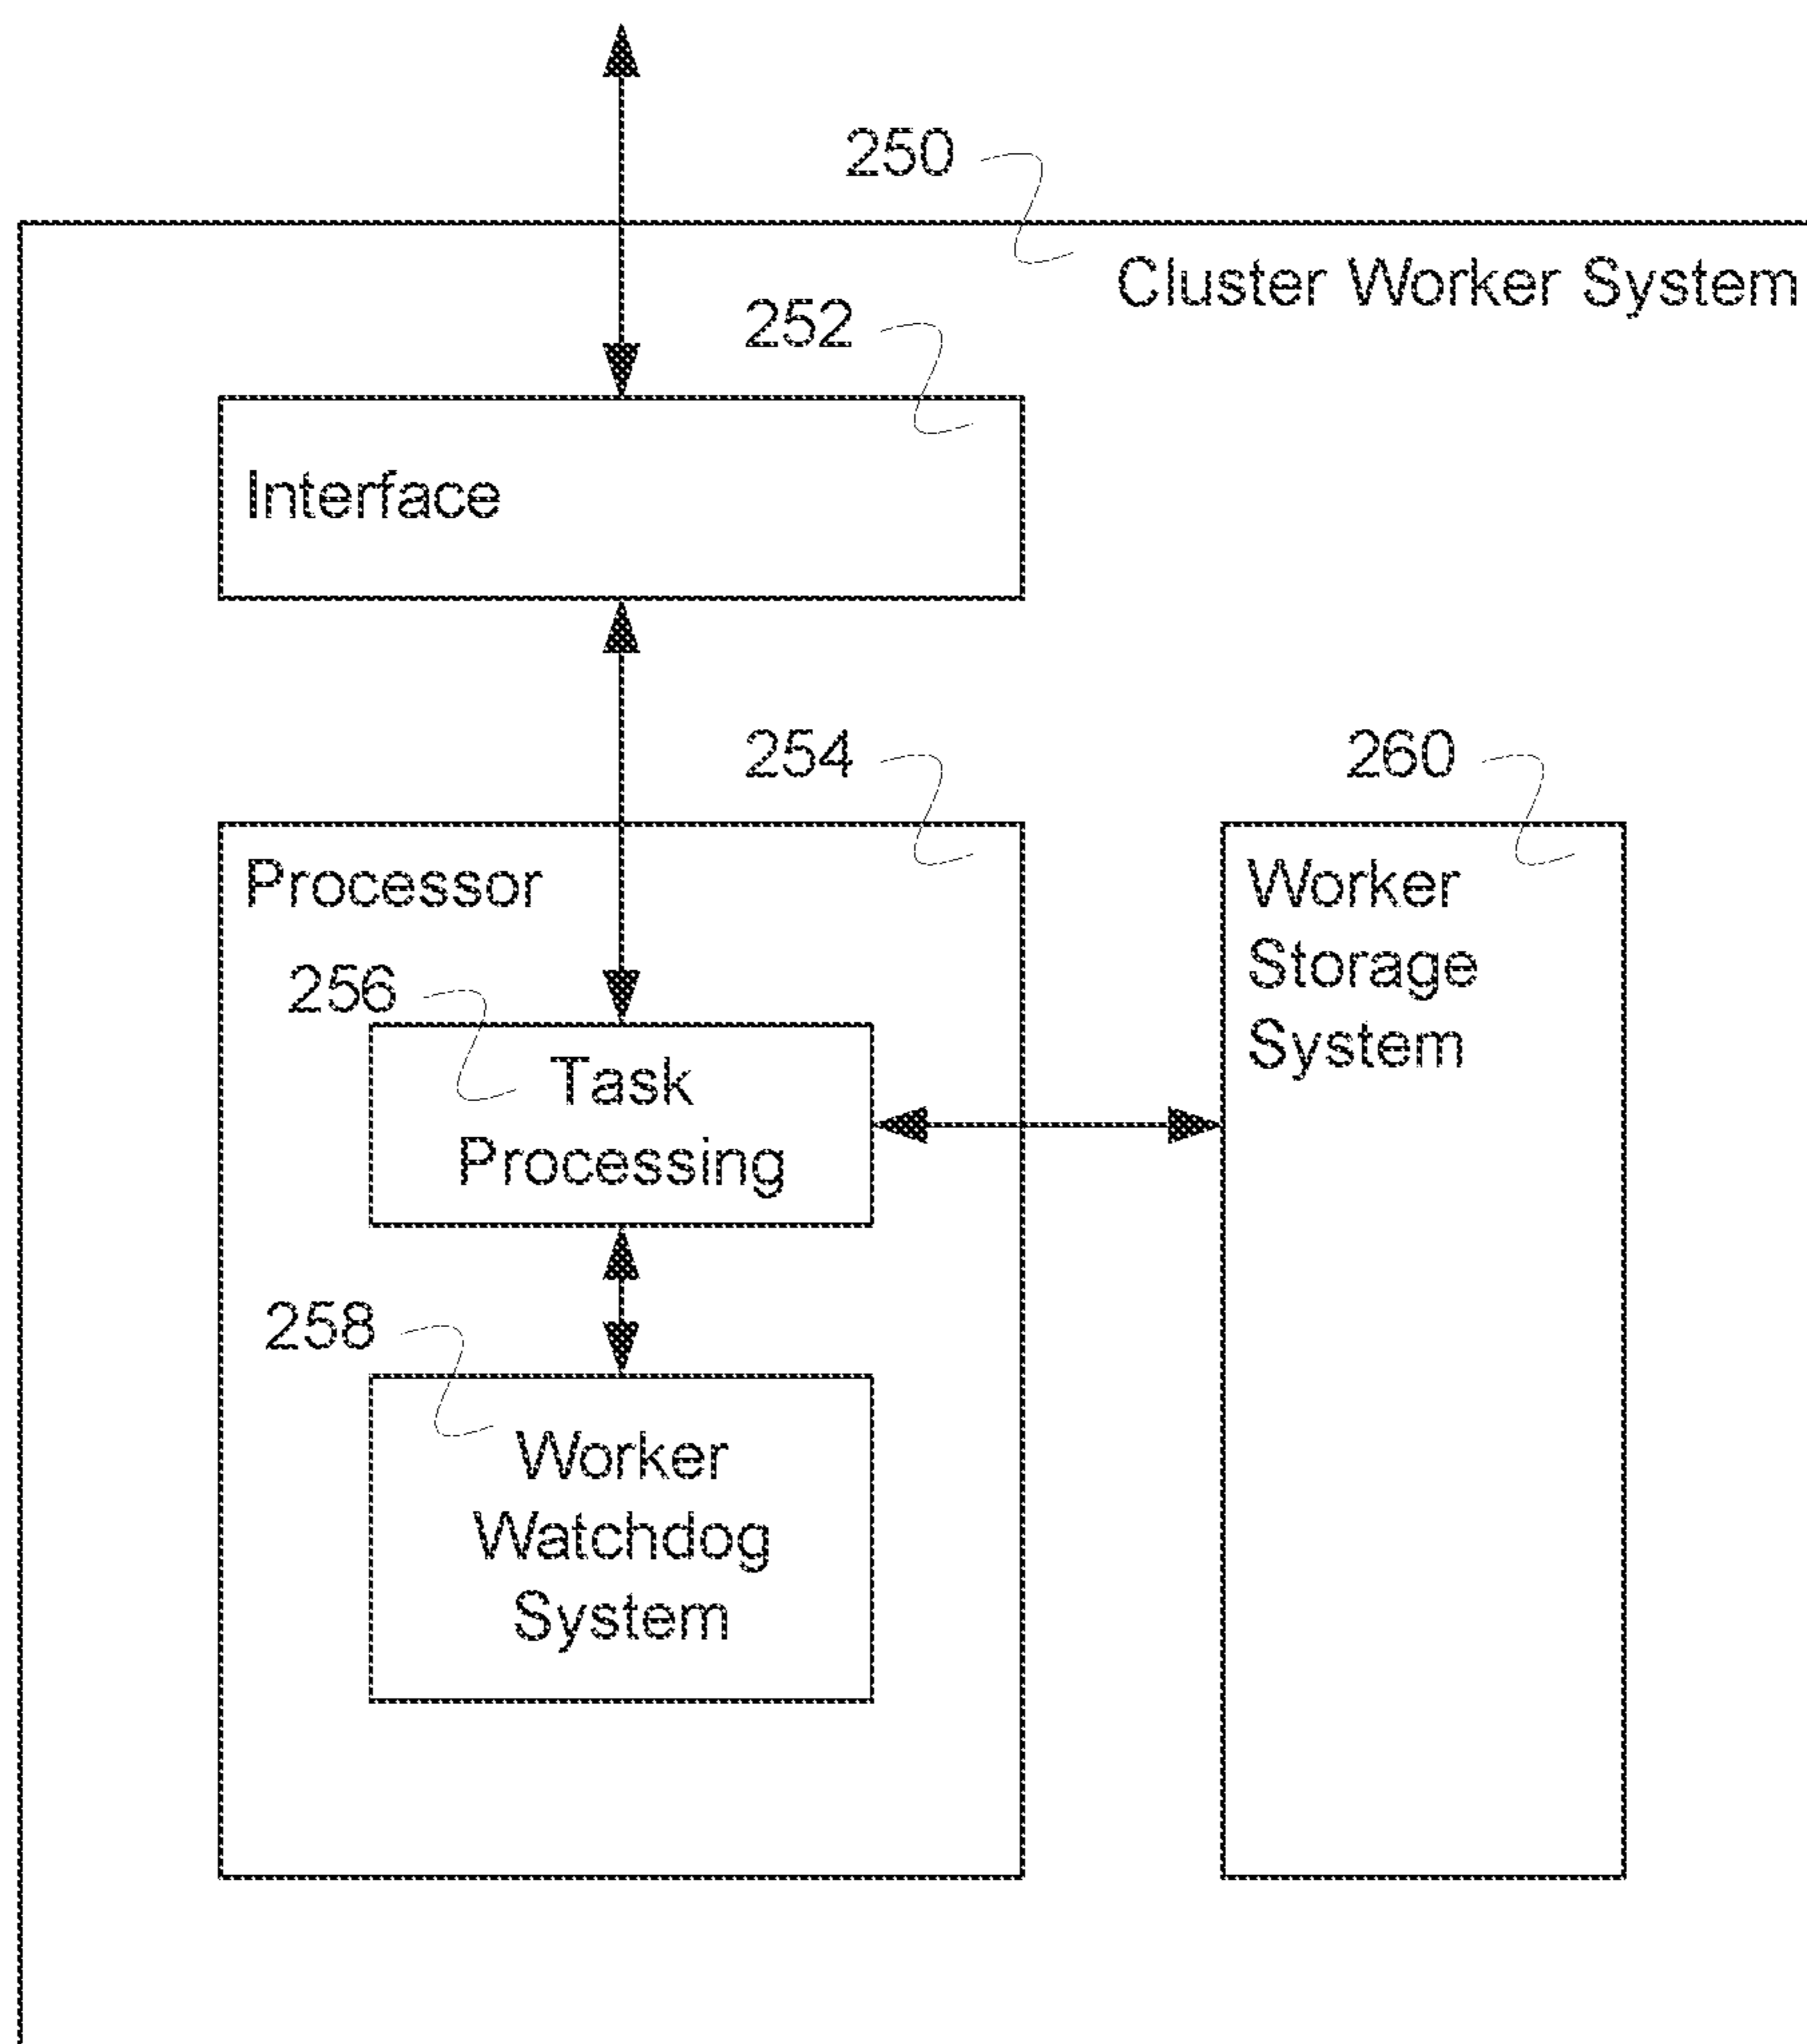 250
Cluster Worker System
252
Interface
254
260
Processor
Worker
Storage
System
256
Task
Processing
258
Worker
Watchdog
System